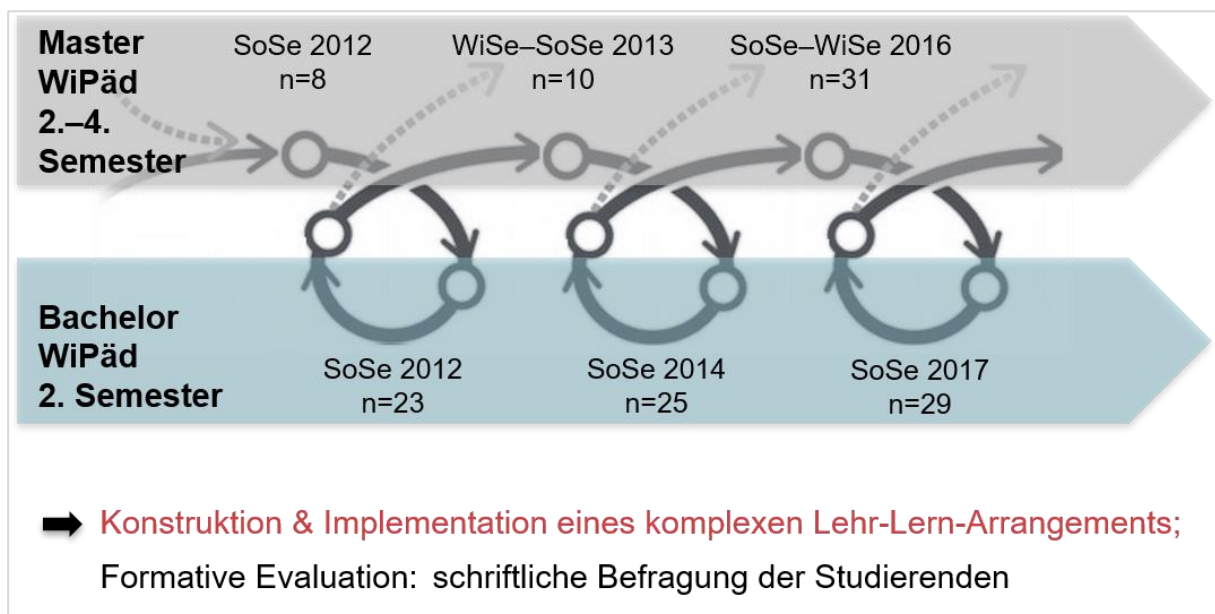 Master
WiPäd
2.–4.
Semester
SoSe 2012
n=8
WiSe–SoSe 2013
n=10
SoSe–WiSe 2016
n=31
Bachelor
WiPäd
2. Semester
SoSe 2012
n=23
SoSe 2014
n=25
SoSe 2017
n=29
Konstruktion & Implementation eines komplexen Lehr-Lern-Arrangements;
Formative Evaluation: schriftliche Befragung der Studierenden